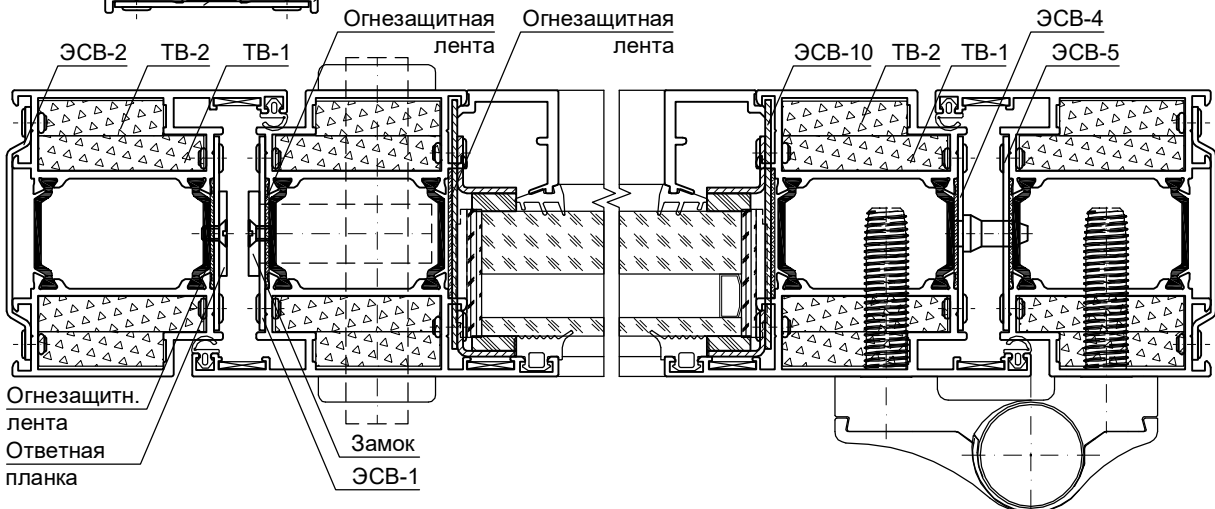 Огнезащитная
лента
Огнезащитная
лента
ЭСВ-4
ЭСВ-2
ТВ-2
ТВ-1
ЭСВ-10
ТВ-2
ТВ-1
ЭСВ-5
Огнезащитн.
лента
Ответная
планка
Замок
ЭСВ-1